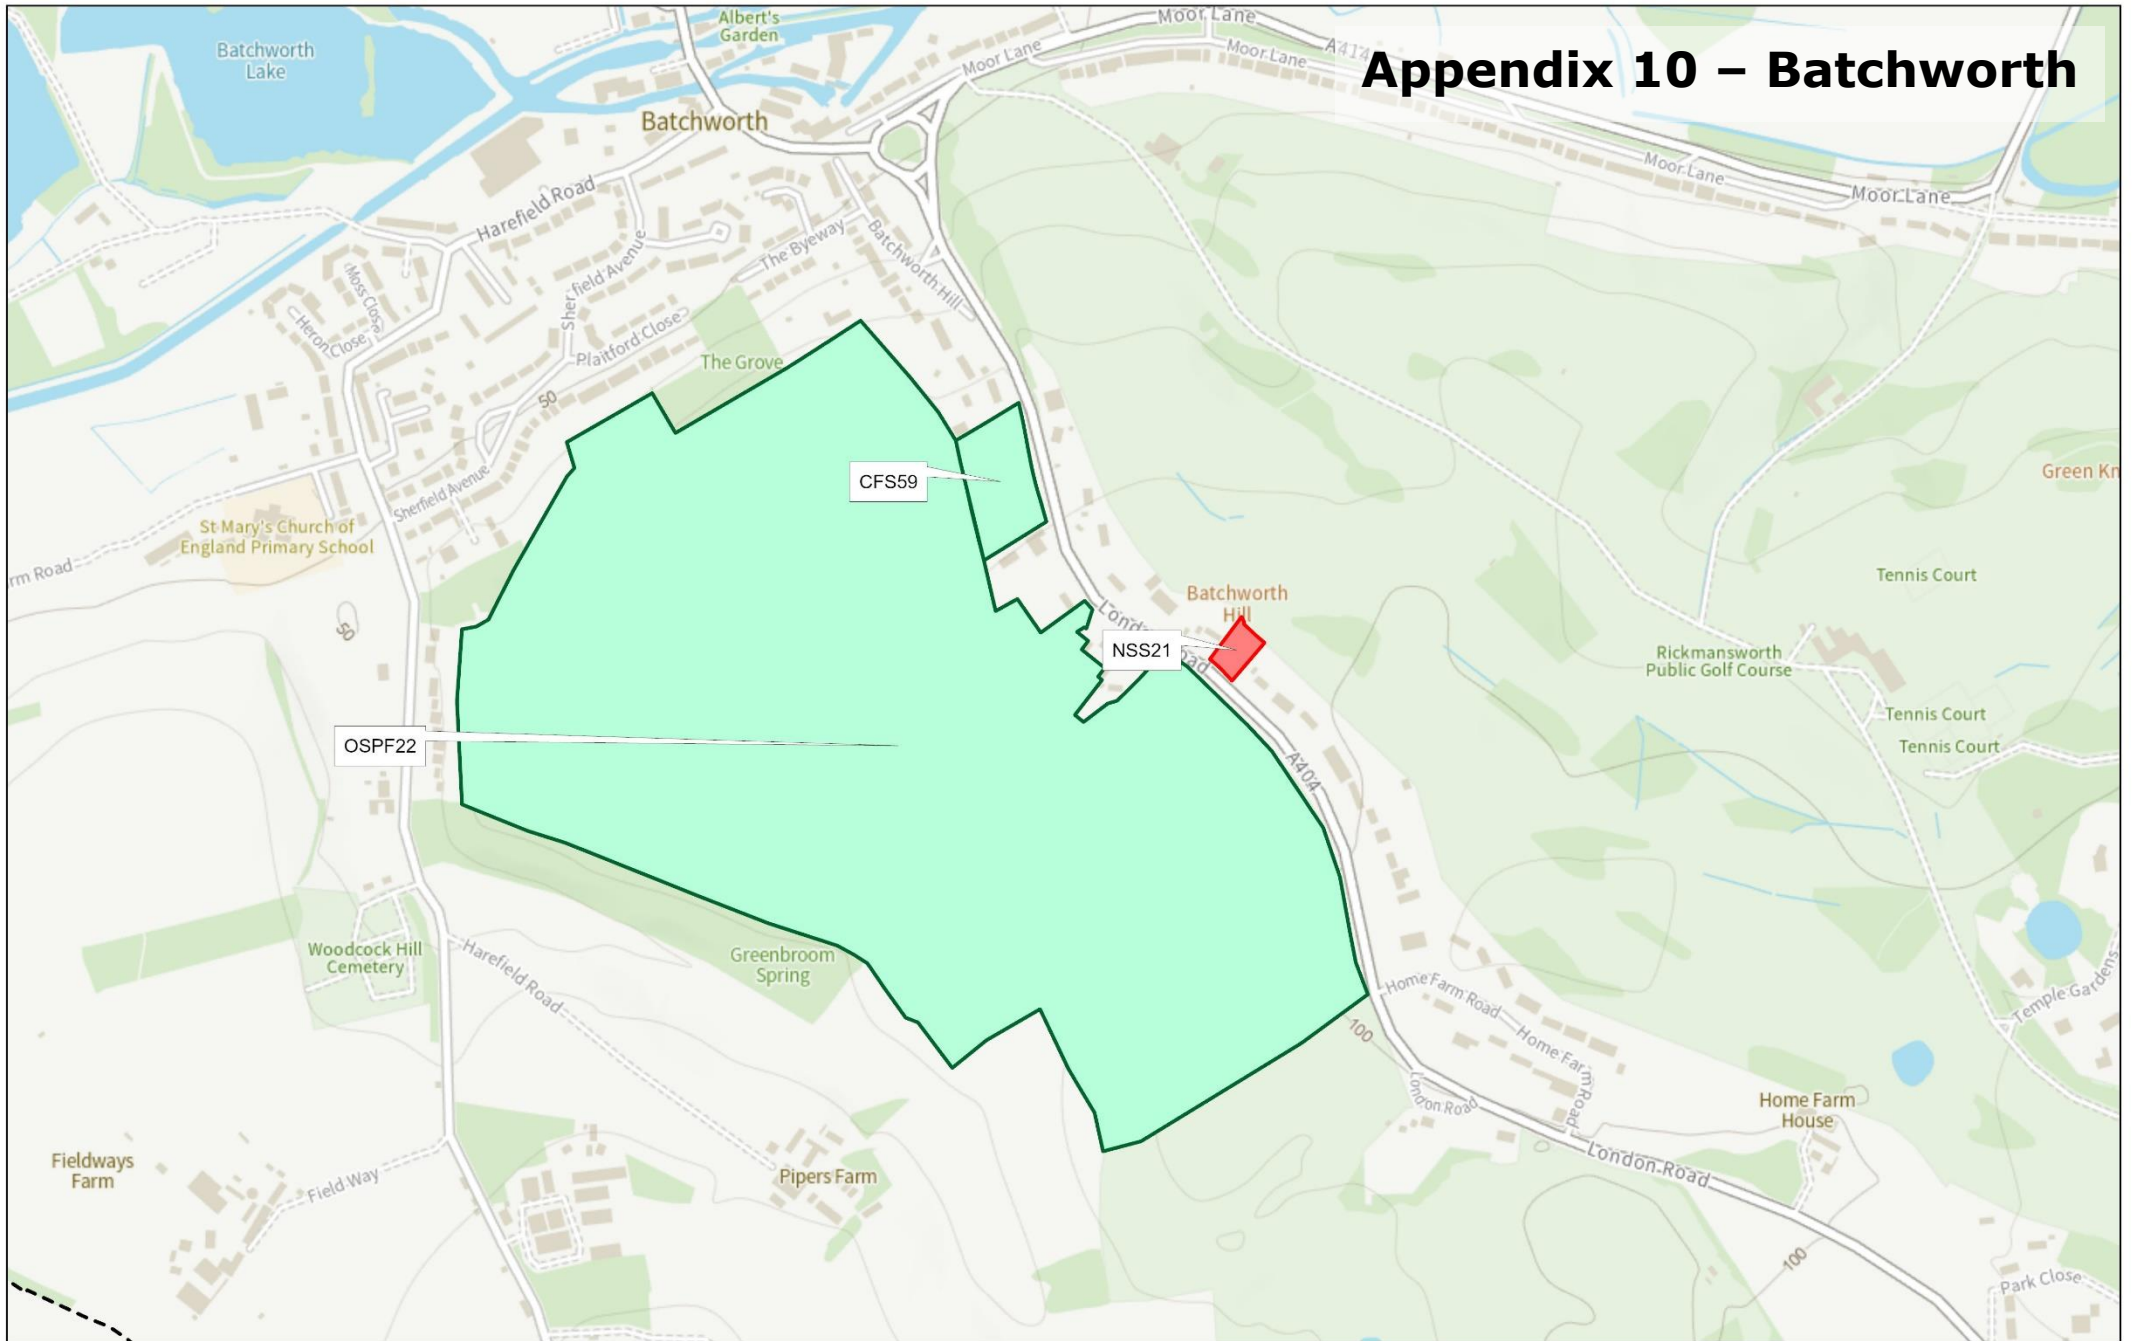 Appendix 10 – Batchworth
Albert's
Garden
Moor Lane
Moor Lane
Moor Lane
A414
Batchworth
Lake
Batchworth
Moor Lane
Moor Lane
Harefield Road
The Byeway
Batchworth Hill
Sherfield Avenue
Moss Close
Heron Close
Plaitford Close
The Grove
50
CFS59
Green Kn
Sherfield Avenue
St Mary's Church of
England Primary School
rm Road
Tennis Court
Batchworth
Hill
London Road
NSS21
50
Rickmansworth
Public Golf Course
Tennis Court
Tennis Court
OSPF22
A404
Woodcock Hill
Cemetery
Harefield Road
Greenbroom
Spring
Home Farm Road
Temple Gardens
100
Home Farm Road
London Road
Home Farm
House
Fieldways
Farm
Field Way
Pipers Farm
London Road
100
Park Close